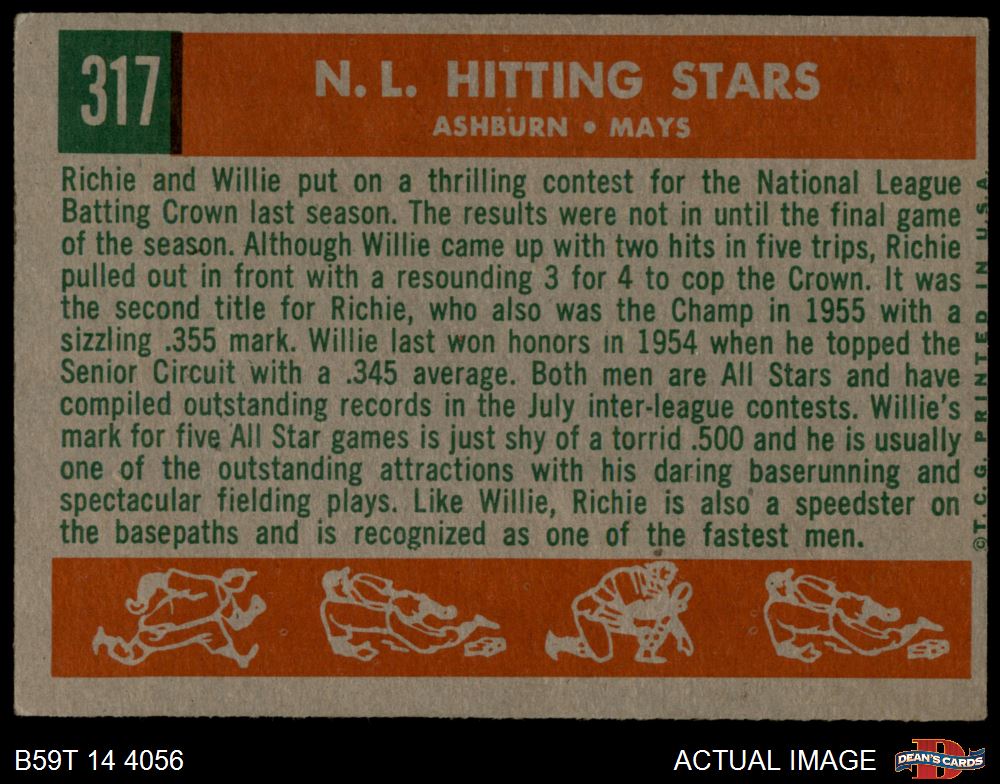 317
N. L. HITTING STARS
ASHBURN • MAYS
Richie and Willie put on a thrilling contest for the National League
Batting Crown last season. The results were not in until the final game
of the season. Although Willie came up with two hits in five trips, Richie
pulled out in front with a resounding 3 for 4 to cop the Crown. It was
the second title for Richie, who also was the Champ in 1955 with a
sizzling .355 mark. Willie last won honors in 1954 when he topped the
Senior Circuit with a .345 average. Both men are All Stars and have
compiled outstanding records in the July inter-league contests. Willie's
mark for five All Star games is just shy of a torrid .500 and he is usually
one of the outstanding attractions with his daring baserunning and
spectacular fielding plays. Like Willie, Richie is also a speedster on
the basepaths and is recognized as one of the fastest men.
©T. C. G. PRINTED IN U.S.A.
B59T 14 4056
ACTUAL IMAGE
D
DEAN'S CARDS